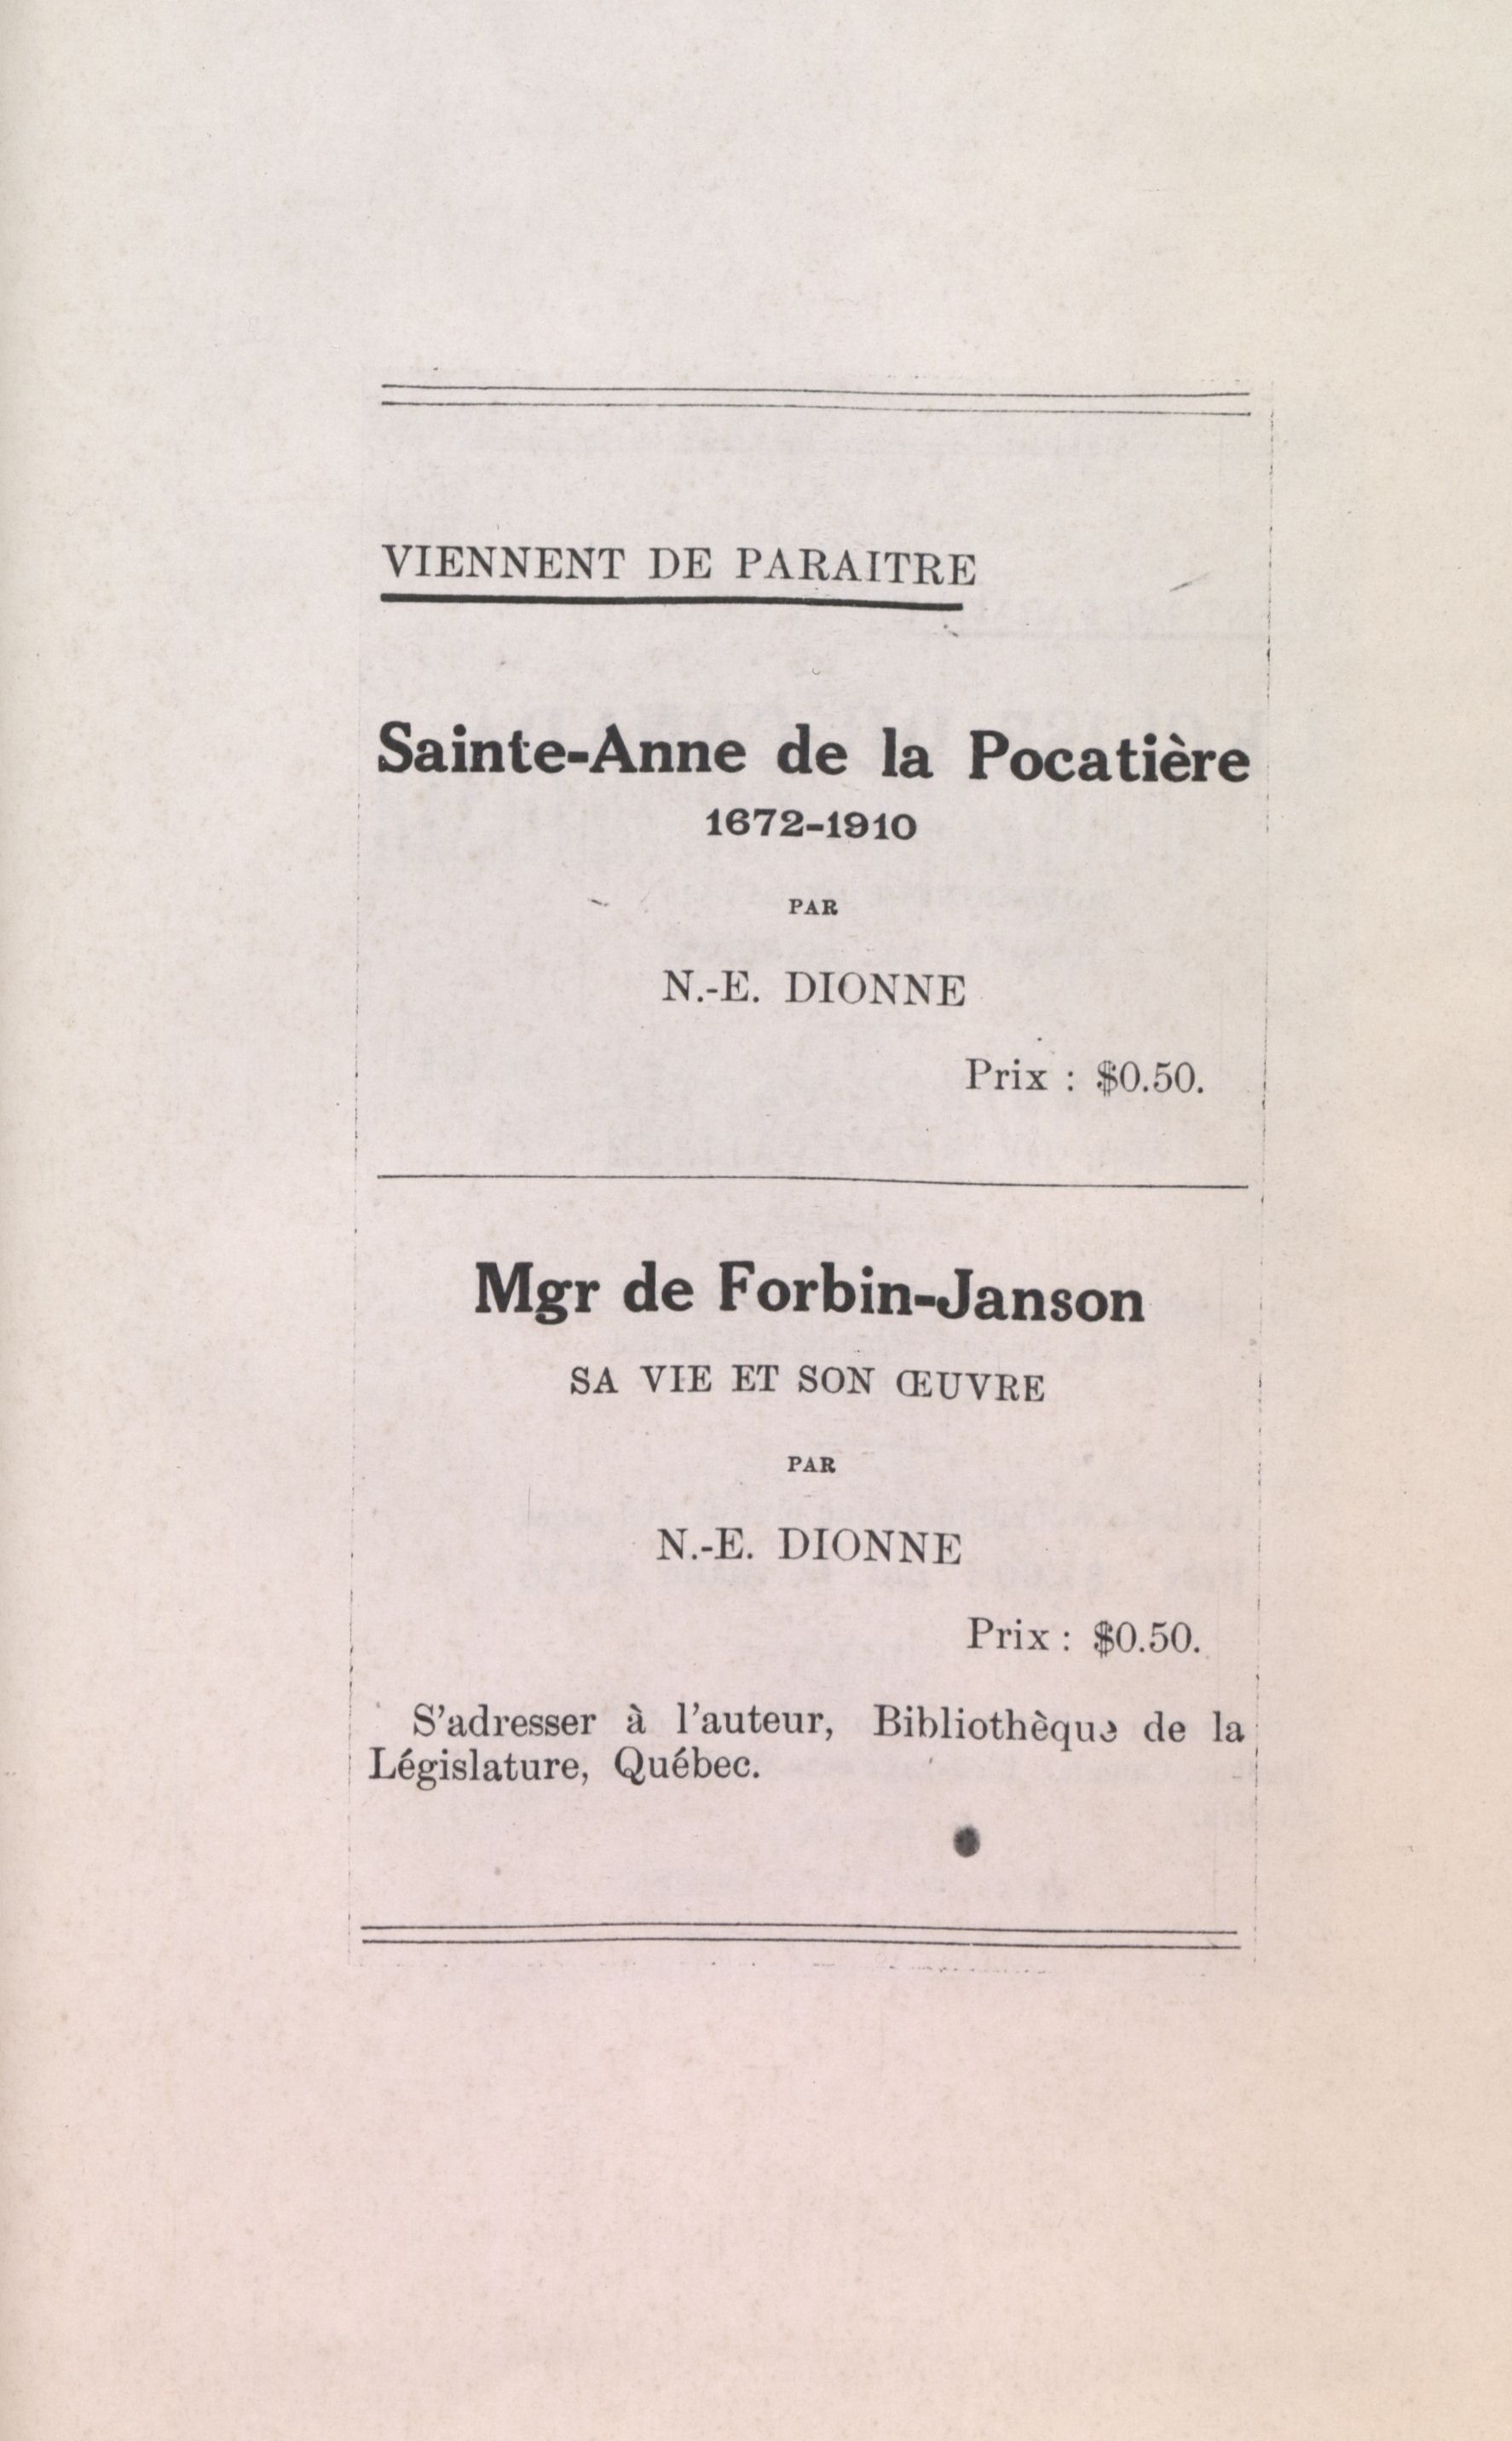 VIENNENT DE PARAITRE
Sainte-Anne de la Pocatière
1672-1910
PAR
N.-E. DIONNE
Prix : $0.50.
Mgr de Forbin-Janson
SA VIE ET SON ŒUVRE
PAR
N.-E. DIONNE
Prix : $0.50.
S'adresser à l'auteur, Bibliothèque de la
Législature, Québec.